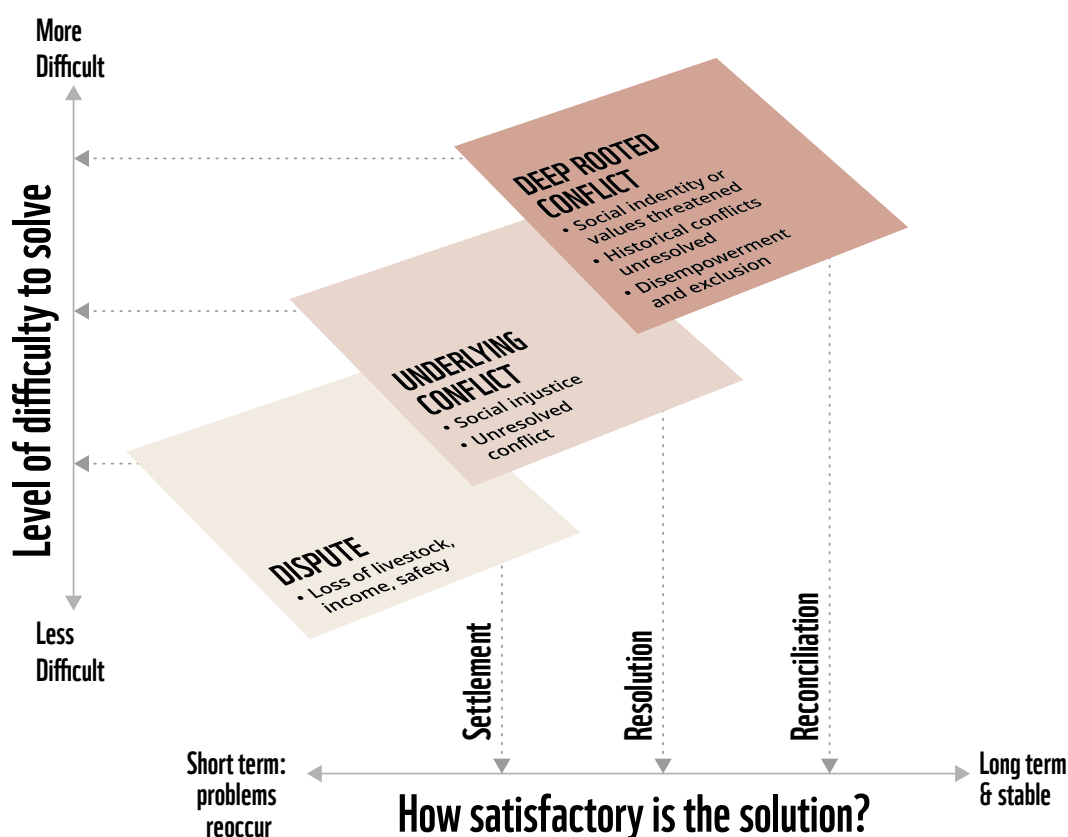 More
Difficult
Level of difficulty to solve
Less
Difficult
DEEP ROOTED
CONFLICT
• Social indentity or
values threatened
• Historical conflicts
unresolved
• Disempowerment
and exclusion
UNDERLYING
CONFLICT
• Social injustice
• Unresolved
conflict
DISPUTE
• Loss of livestock,
income, safety
Settlement
Resolution
Reconciliation
Short term:
problems
reoccur
How satisfactory is the solution?
Long term
& stable